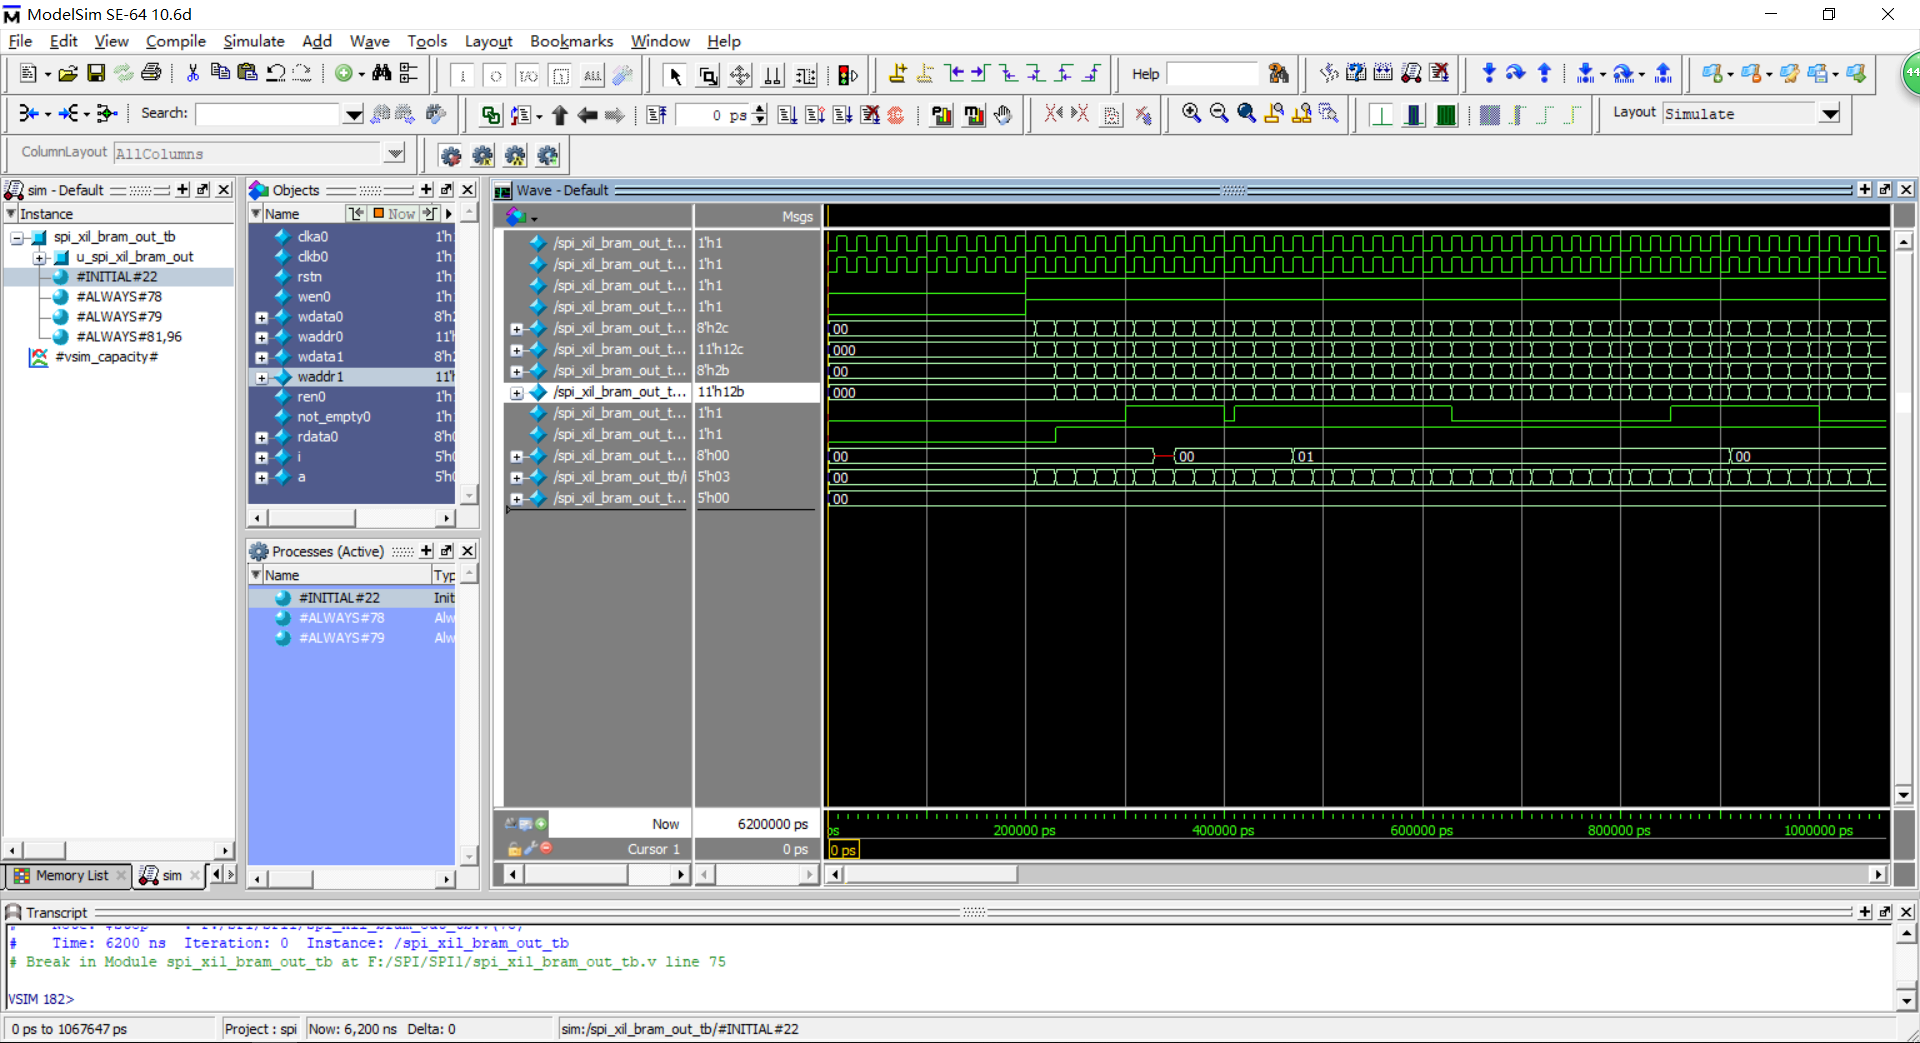 ModelSim SE-64 10.6d
File Edit View Compile Simulate Add Wave Tools Layout Bookmarks Window Help
Help
44
Search:
0 ps
Layout Simulate
ColumnLayout AllColumns
sim - Default
Instance
spi_xil_bram_out_tb
u_spi_xil_bram_out
#INITIAL#22
#ALWAYS#78
#ALWAYS#79
#ALWAYS#81,96
#vsim_capacity#
Memory List
sim
Objects
Name
Now
clka0 1'h
clkb0 1'h
rstn 1'h
wen0 1'h
wdata0 8'h
waddr0 11'
wdata1 8'h
waddr1 11'
ren0 1'h
not_empty0 1'h
rdata0 8'h
i 5'h
a 5'h
Processes (Active)
Name Typ
#INITIAL#22 Init
#ALWAYS#78 Alw
#ALWAYS#79 Alw
Wave - Default
Msgs
/spi_xil_bram_out_t... 1'h1
/spi_xil_bram_out_t... 1'h1
/spi_xil_bram_out_t... 1'h1
/spi_xil_bram_out_t... 1'h1
/spi_xil_bram_out_t... 8'h2c 00
/spi_xil_bram_out_t... 11'h12c 000
/spi_xil_bram_out_t... 8'h2b 00
/spi_xil_bram_out_t... 11'h12b 000
/spi_xil_bram_out_t... 1'h1
/spi_xil_bram_out_t... 1'h1
/spi_xil_bram_out_t... 8'h00 00 00 01 00
/spi_xil_bram_out_tb/i 5'h03 00
/spi_xil_bram_out_t... 5'h00 00
Now 6200000 ps
ps 200000 ps 400000 ps 600000 ps 800000 ps 1000000 ps
Cursor 1 0 ps 0 ps
Transcript
# Time: 6200 ns Iteration: 0 Instance: /spi_xil_bram_out_tb
# Break in Module spi_xil_bram_out_tb at F:/SPI/SPI1/spi_xil_bram_out_tb.v line 75
VSIM 182>
0 ps to 1067647 ps Project : spi Now: 6,200 ns Delta: 0 sim:/spi_xil_bram_out_tb/#INITIAL#22